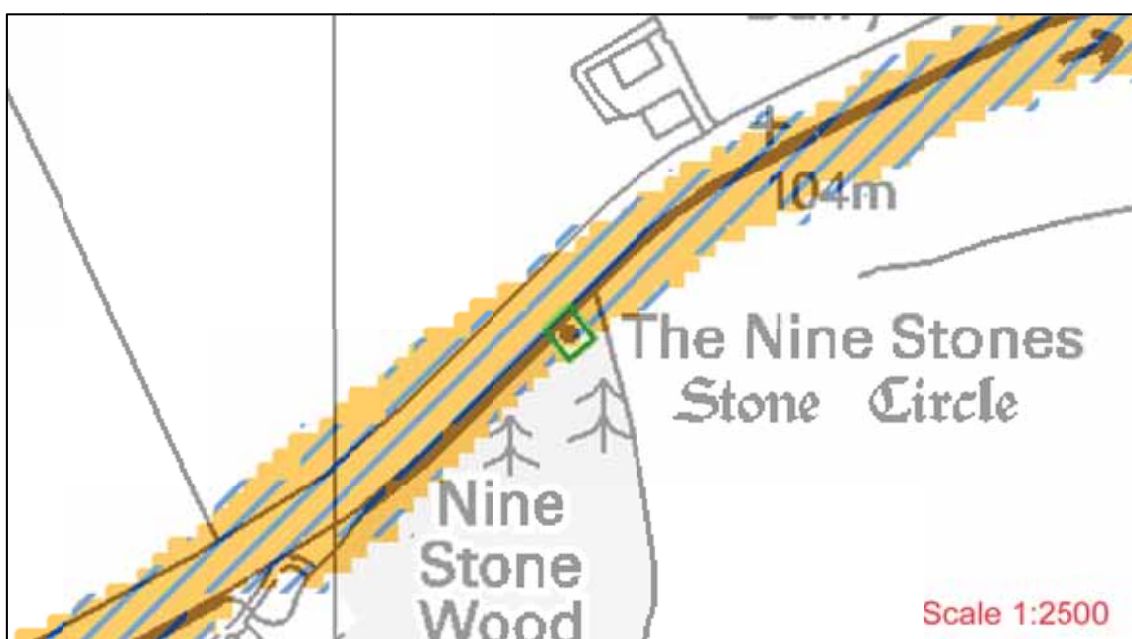 104m
The Nine Stones
Stone Circle
Nine
Stone
Wood
Scale 1:2500